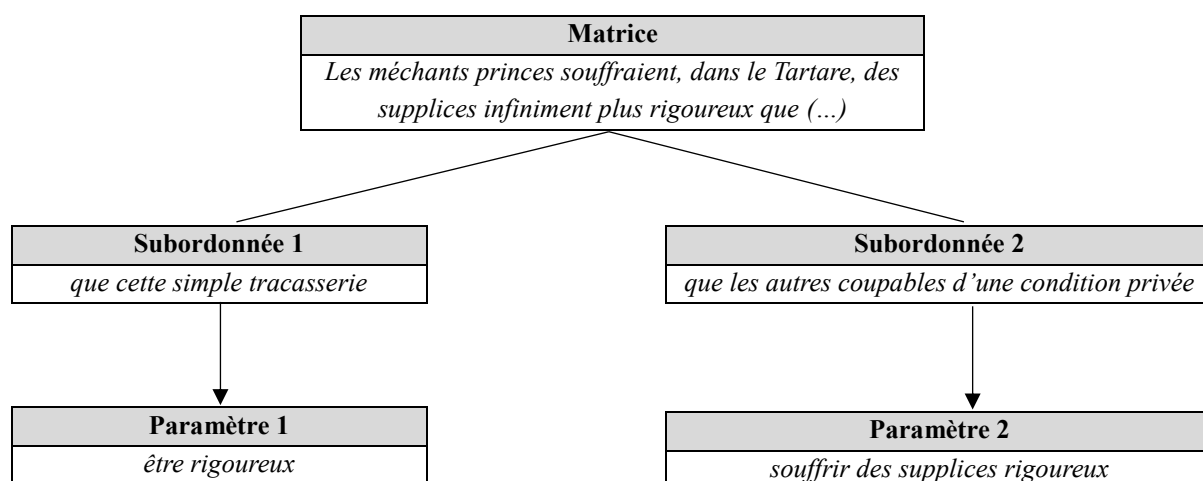 Matrice
Les méchants princes souffraient, dans le Tartare, des
supplices infiniment plus rigoureux que (…)
Subordonnée 1
que cette simple tracasserie
Subordonnée 2
que les autres coupables d’une condition privée
Paramètre 1
être rigoureux
Paramètre 2
souffrir des supplices rigoureux